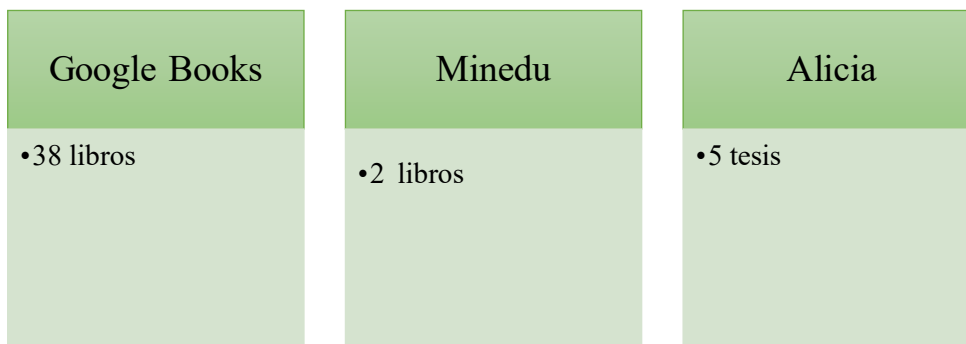 Google Books
•38 libros
Minedu
•2 libros
Alicia
•5 tesis